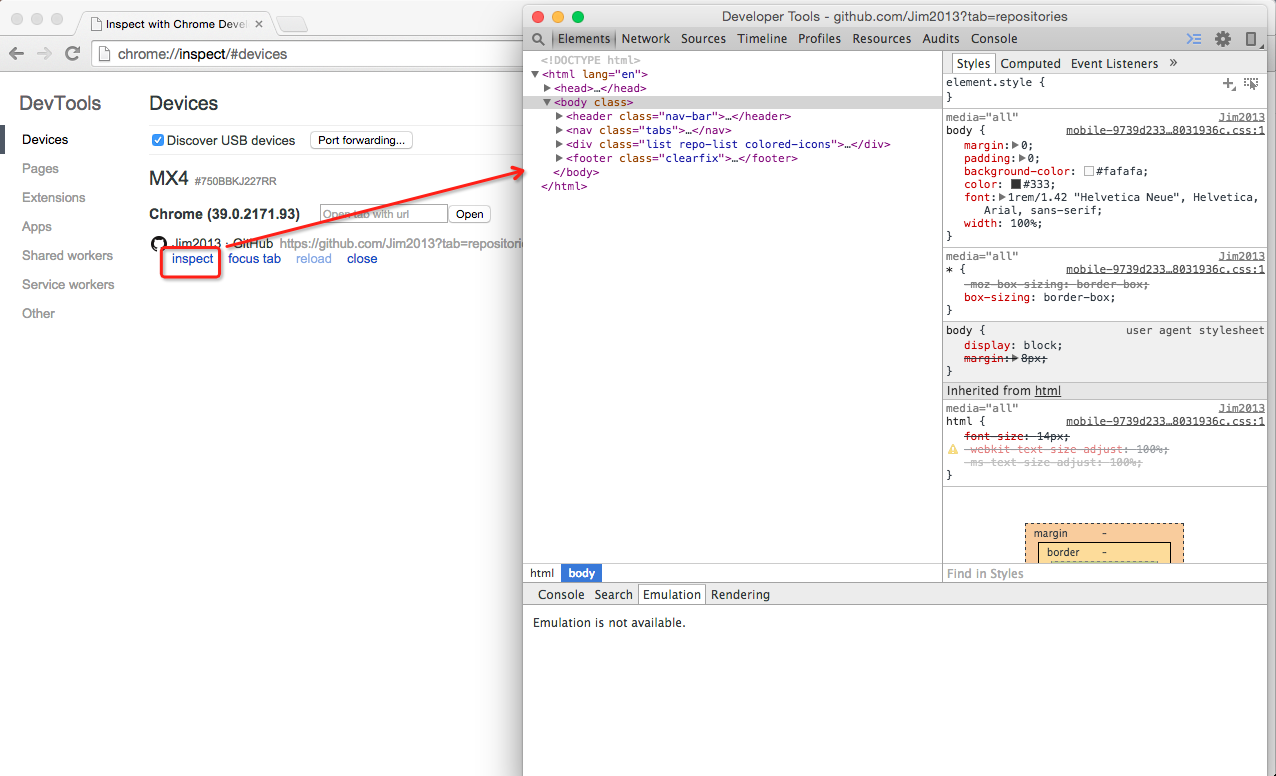 Inspect with Chrome Deve
chrome://inspect/#devices
DevTools
Devices
Pages
Extensions
Apps
Shared workers
Service workers
Other
Devices
Discover USB devices
Port forwarding...
MX4 #750BBKJ227RR
Chrome (39.0.2171.93)
Open tab with url
Open
Jim2013 · GitHub https://github.com/Jim2013?tab=repositori
inspect focus tab reload close
Developer Tools - github.com/Jim2013?tab=repositories
Elements Network Sources Timeline Profiles Resources Audits Console
<!DOCTYPE html>
<html lang="en">
<head>…</head>
<body class>
<header class="nav-bar">…</header>
<nav class="tabs">…</nav>
<div class="list repo-list colored-icons">…</div>
<footer class="clearfix">…</footer>
</body>
</html>
html body
Styles Computed Event Listeners »
element.style {
}
media="all" Jim2013
body { mobile-9739d233…8031936c.css:1
margin: 0;
padding: 0;
background-color: #fafafa;
color: #333;
font: 1rem/1.42 "Helvetica Neue", Helvetica,
Arial, sans-serif;
width: 100%;
}
media="all" Jim2013
* { mobile-9739d233…8031936c.css:1
-moz-box-sizing: border-box;
box-sizing: border-box;
}
body { user agent stylesheet
display: block;
margin: 8px;
}
Inherited from html
media="all" Jim2013
html { mobile-9739d233…8031936c.css:1
font-size: 14px;
-webkit-text-size-adjust: 100%;
-ms-text-size-adjust: 100%;
}
margin -
border -
Find in Styles
Console Search Emulation Rendering
Emulation is not available.